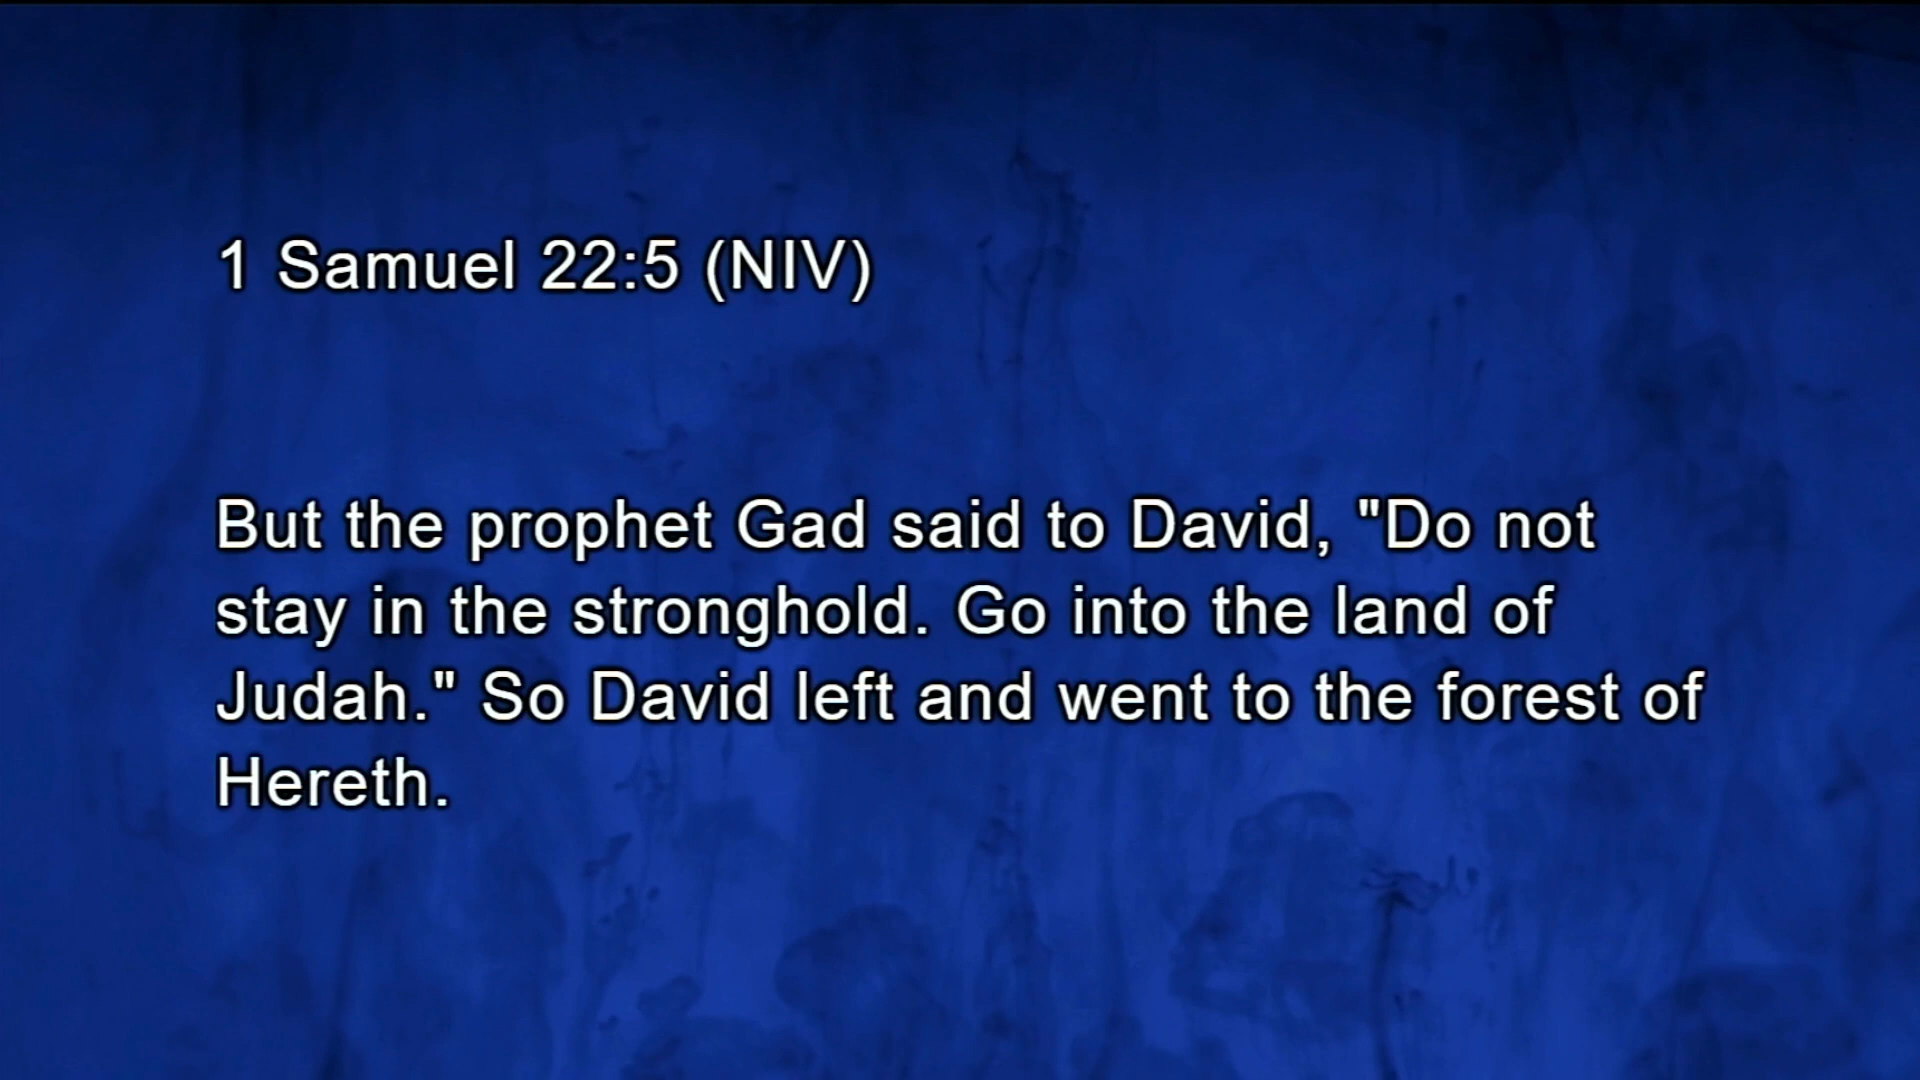 1 Samuel 22:5 (NIV)
But the prophet Gad said to David, "Do not
stay in the stronghold. Go into the land of
Judah." So David left and went to the forest of
Hereth.